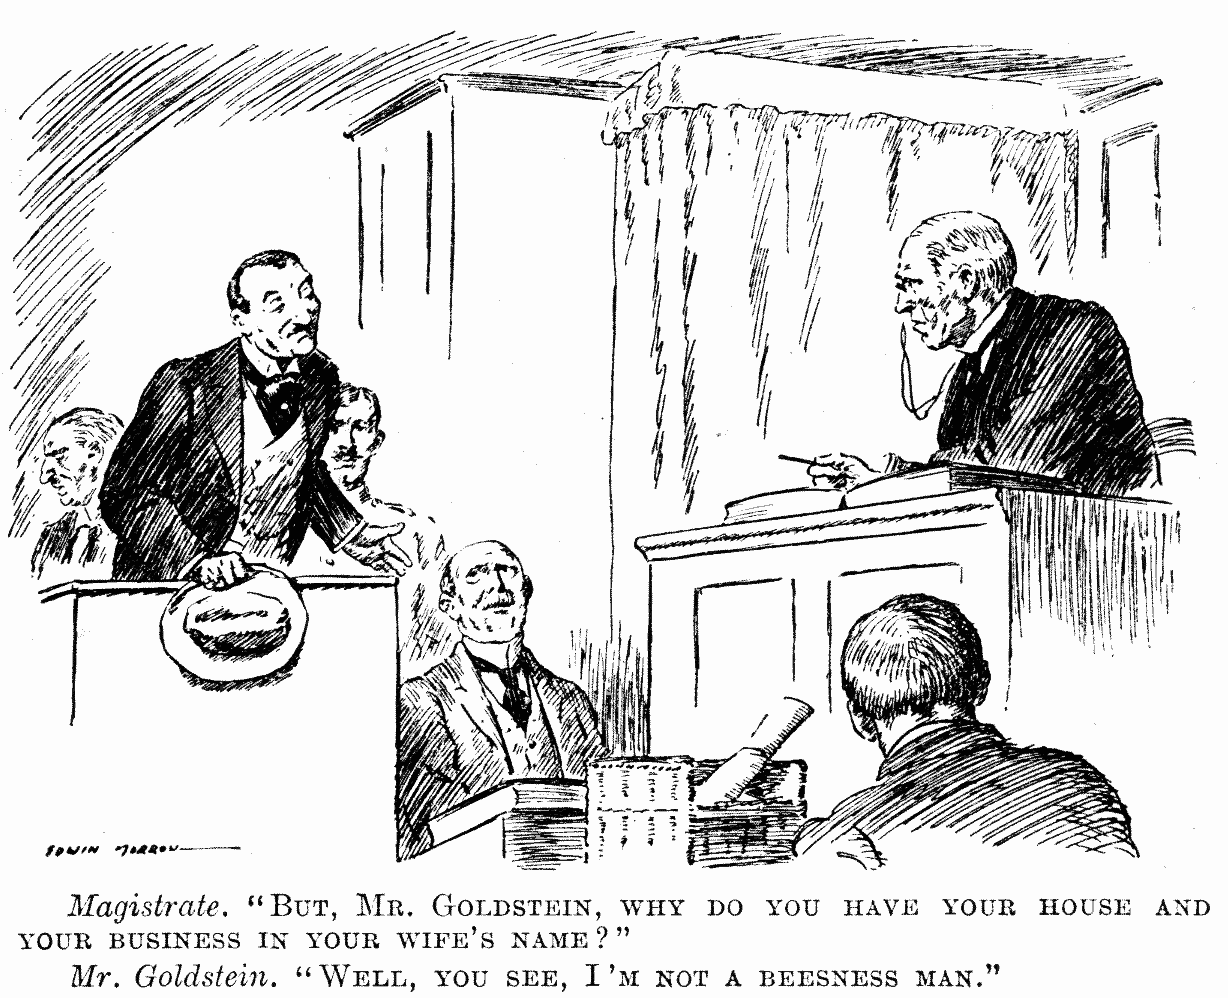 EDWIN MORROW
Magistrate. “BUT, MR. GOLDSTEIN, WHY DO YOU HAVE YOUR HOUSE AND
YOUR BUSINESS IN YOUR WIFE’S NAME?”
Mr. Goldstein. “WELL, YOU SEE, I’M NOT A BEESNESS MAN.”